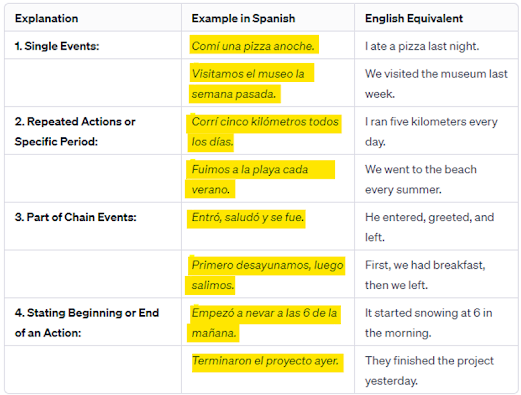 Explanation Example in Spanish English Equivalent
1. Single Events: Comí una pizza anoche. I ate a pizza last night.
Visitamos el museo la We visited the museum last
semana pasada. week.
2. Repeated Actions or Corrí cinco kilómetros todos I ran five kilometers every
Specific Period: los días. day.
Fuimos a la playa cada We went to the beach
verano. every summer.
3. Part of Chain Events: Entró, saludó y se fue. He entered, greeted, and
left.
Primero desayunamos, luego First, we had breakfast,
salimos. then we left.
4. Stating Beginning or End Empezó a nevar a las 6 de la It started snowing at 6 in
of an Action: mañana. the morning.
Terminaron el proyecto ayer. They finished the project
yesterday.